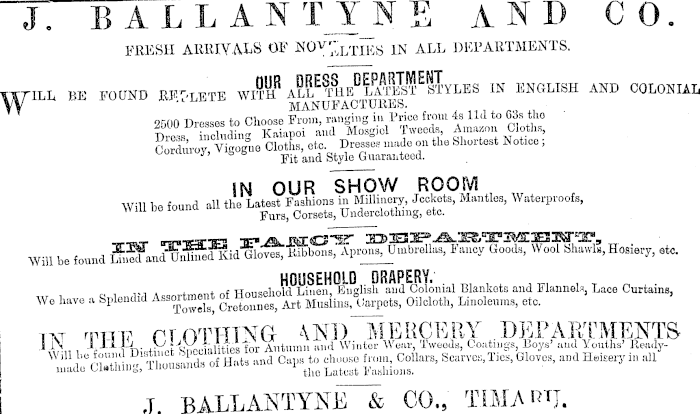 J. BALLANTYNE AND CO.
FRESH ARRIVALS OF NOVELTIES IN ALL DEPARTMENTS.
OUR DRESS DEPARTMENT
WILL BE FOUND REPLETE WITH ALL THE LATEST STYLES IN ENGLISH AND COLONIAL
MANUFACTURES.
2500 Dresses to Choose From, ranging in Price from 4s 11d to 63s the
Dress, including Kaiapoi and Mosgiel Tweeds, Amazon Cloths,
Corduroy, Vigogne Cloths, etc. Dresses made on the Shortest Notice;
Fit and Style Guaranteed.
IN OUR SHOW ROOM
Will be found all the Latest Fashions in Millinery, Jackets, Mantles, Waterproofs,
Furs, Corsets, Underclothing, etc.
IN THE FANCY DEPARTMENT,
Will be found Lined and Unlined Kid Gloves, Ribbons, Aprons, Umbrellas, Fancy Goods, Wool Shawls, Hosiery, etc.
HOUSEHOLD DRAPERY.
We have a Splendid Assortment of Household Linen, English and Colonial Blankets and Flannels, Lace Curtains,
Towels, Cretonnes, Art Muslins, Carpets, Oilcloth, Linoleums, etc.
IN THE CLOTHING AND MERCERY DEPARTMENTS
Will be found Distinct Specialities for Autumn and Winter Wear, Tweeds, Coatings, Boys' and Youths' Ready-
made Clothing, Thousands of Hats and Caps to choose from, Collars, Scarves, Ties, Gloves, and Hosiery in all
the Latest Fashions.
J. BALLANTYNE & CO., TIMARU.